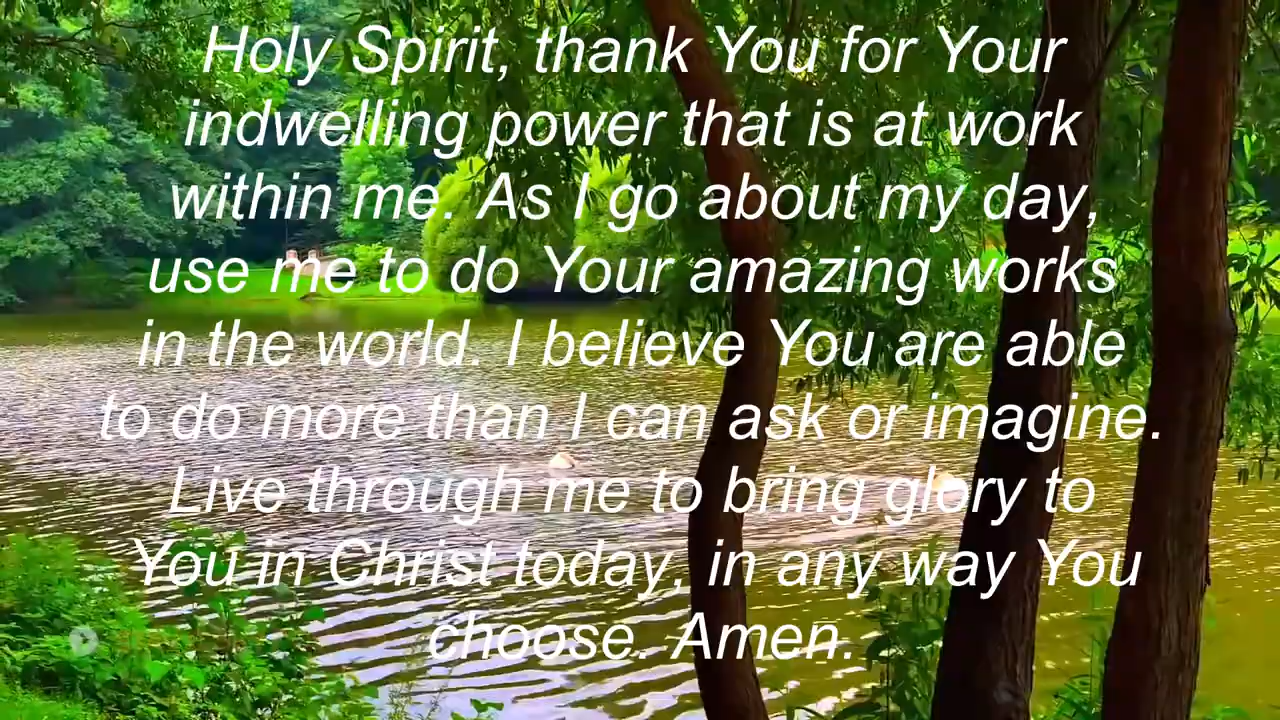 Holy Spirit, thank You for Your
indwelling power that is at work
within me. As I go about my day,
use me to do Your amazing works
in the world. I believe You are able
to do more than I can ask or imagine.
Live through me to bring glory to
You in Christ today, in any way You
choose. Amen.